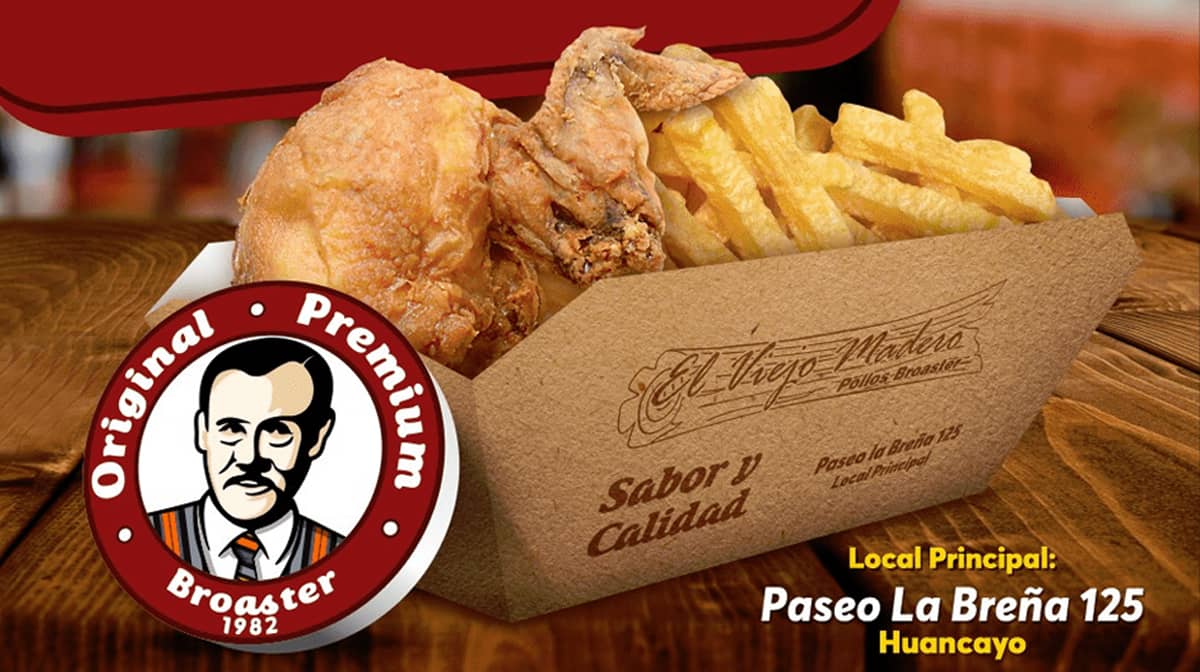 Original · Premium
Broaster
1982
El Viejo Madero
Pollos Broaster
Sabor y
Calidad
Paseo la Breña 125
Local Principal
Local Principal:
Paseo La Breña 125
Huancayo